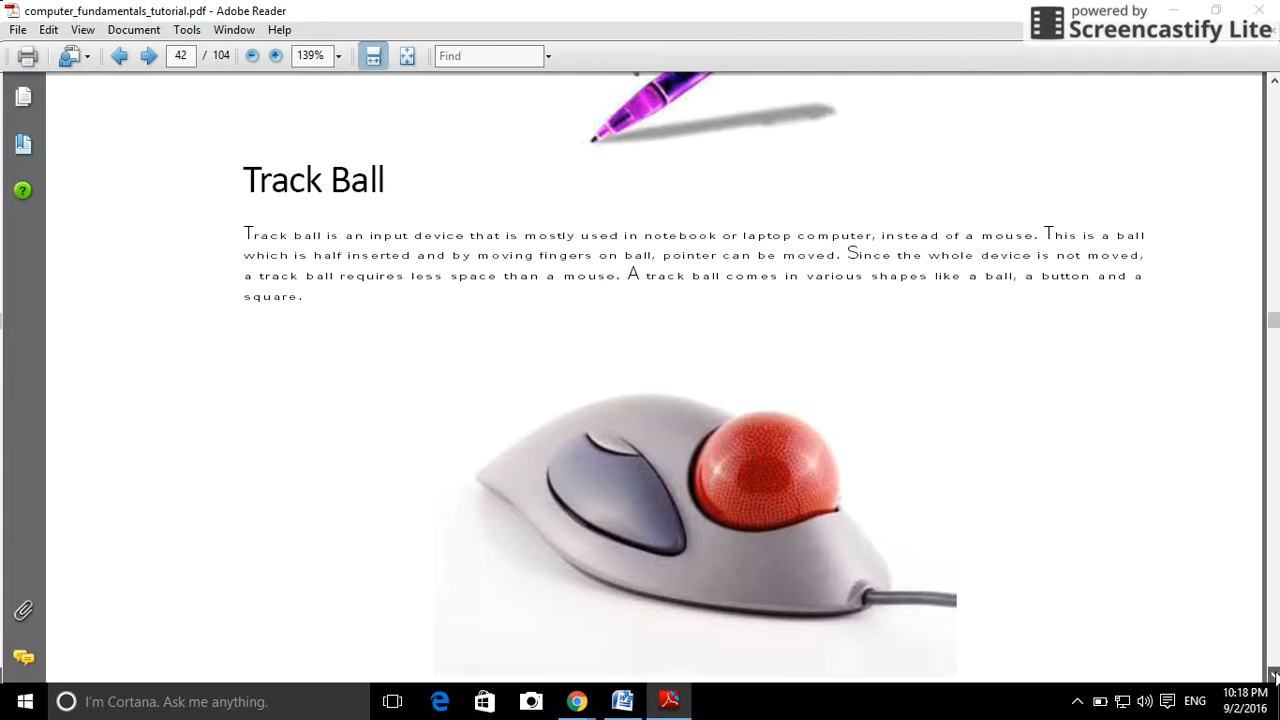 computer_fundamentals_tutorial.pdf - Adobe Reader
powered by
Screencastify Lite
File Edit View Document Tools Window Help
42 / 104 139% Find
Track Ball
Track ball is an input device that is mostly used in notebook or laptop computer, instead of a mouse. This is a ball
which is half inserted and by moving fingers on ball, pointer can be moved. Since the whole device is not moved,
a track ball requires less space than a mouse. A track ball comes in various shapes like a ball, a button and a
square.
I'm Cortana. Ask me anything.
ENG
10:18 PM
9/2/2016